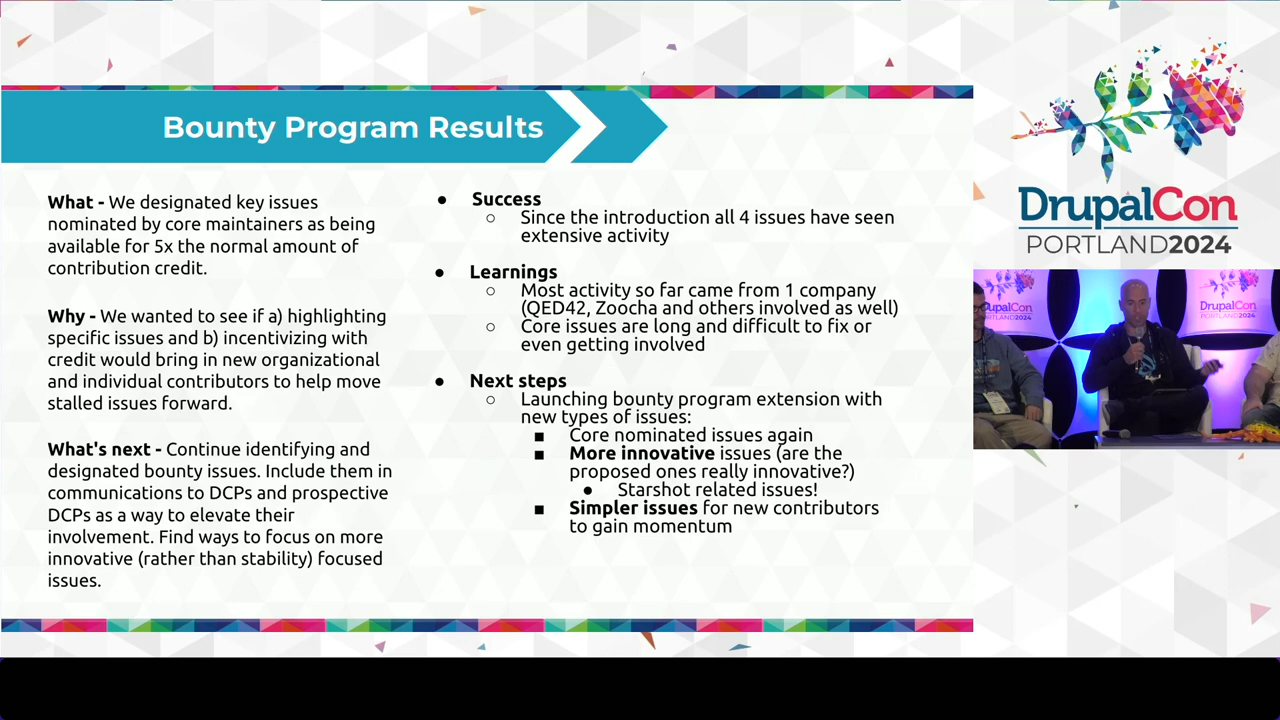 Bounty Program Results
What - We designated key issues
nominated by core maintainers as being
available for 5x the normal amount of
contribution credit.
Why - We wanted to see if a) highlighting
specific issues and b) incentivizing with
credit would bring in new organizational
and individual contributors to help move
stalled issues forward.
What's next - Continue identifying and
designated bounty issues. Include them in
communications to DCPs and prospective
DCPs as a way to elevate their
involvement. Find ways to focus on more
innovative (rather than stability) focused
issues.
● Success
○ Since the introduction all 4 issues have seen
extensive activity
● Learnings
○ Most activity so far came from 1 company
(QED42, Zoocha and others involved as well)
○ Core issues are long and difficult to fix or
even getting involved
● Next steps
○ Launching bounty program extension with
new types of issues:
■ Core nominated issues again
■ More innovative issues (are the
proposed ones really innovative?)
● Starshot related issues!
■ Simpler issues for new contributors
to gain momentum
DrupalCon
PORTLAND2024
DrupalCon
PORTLAND2024